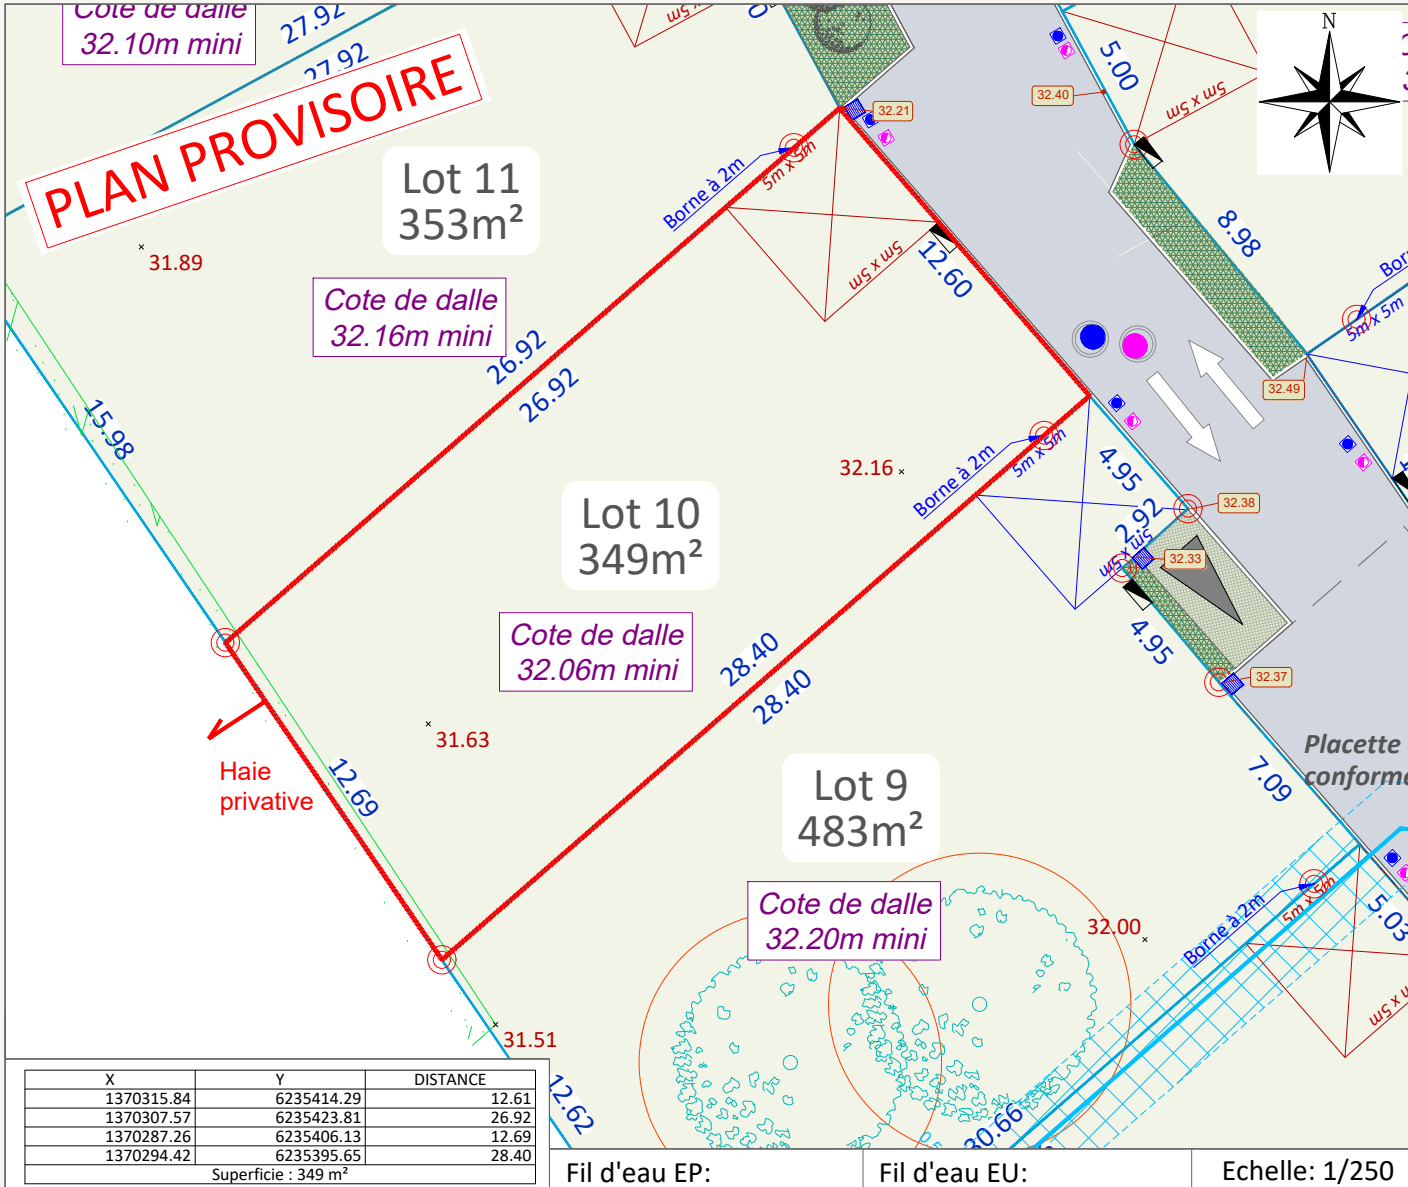 Cote de dalle
32.10m mini
27.92
27.92
PLAN PROVISOIRE
Lot 11
353m²
Cote de dalle
32.16m mini
31.89
15.98
26.92
26.92
Borne à 2m
5m x 5m
5m x 5m
5m x 5m
32.21
12.60
5.00
32.40
5m x 5m
N
8.98
5m x 5m
32.49
Lot 10
349m²
32.16
Cote de dalle
32.06m mini
31.63
Borne à 2m
5m x 5m
5m x 5m
4.95
2.92
32.38
32.33
4.95
32.37
28.40
28.40
Haie
privative
12.69
Lot 9
483m²
Cote de dalle
32.20m mini
32.00
7.09
Placette
conforme
Borne à 2m
5m x 5m
5.03
31.51
12.62
30.66
X Y DISTANCE
1370315.84 6235414.29 12.61
1370307.57 6235423.81 26.92
1370287.26 6235406.13 12.69
1370294.42 6235395.65 28.40
Superficie : 349 m²
Fil d'eau EP:
Fil d'eau EU:
Echelle: 1/250